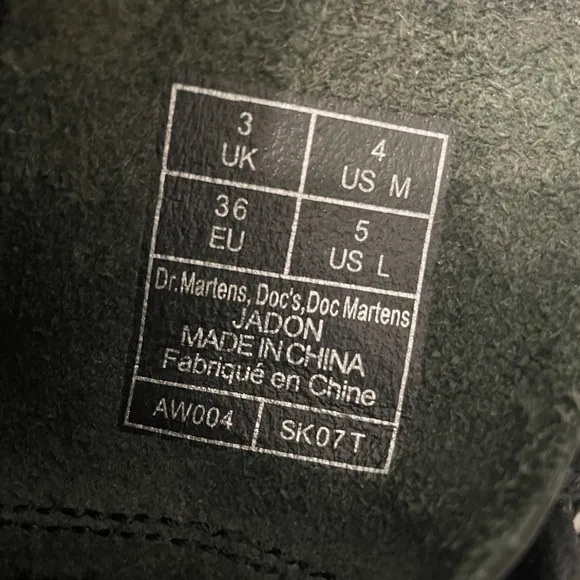 3
UK
4
US M
36
EU
5
US L
Dr.Martens, Doc's, Doc Martens
JADON
MADE IN CHINA
Fabriqué en Chine
AW004
SK07T